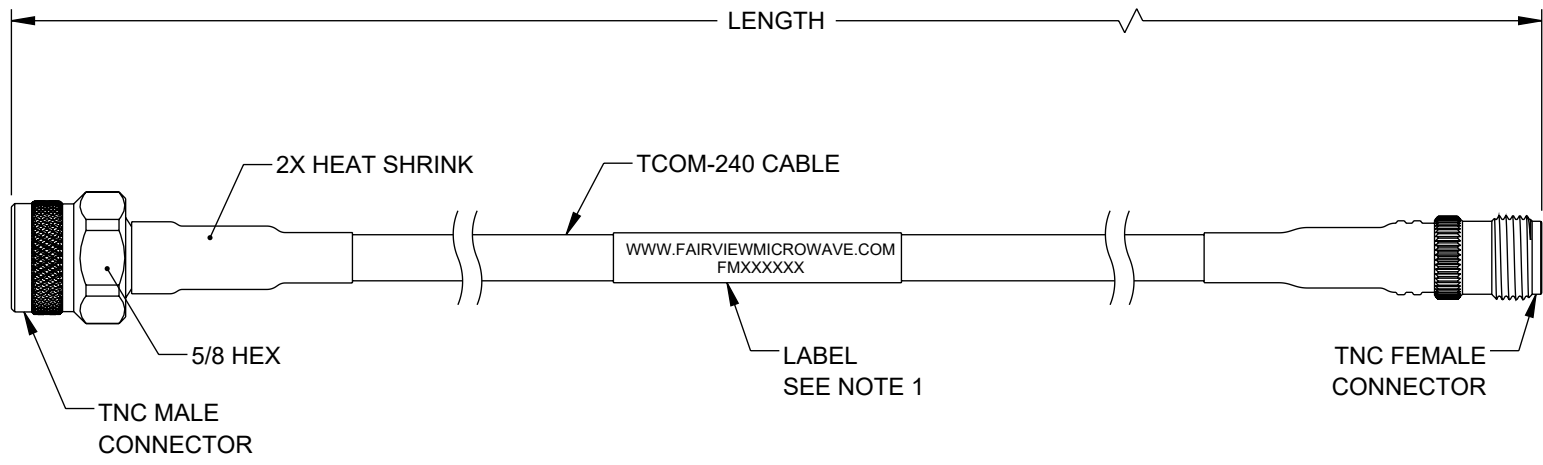 LENGTH
2X HEAT SHRINK
TCOM-240 CABLE
WWW.FAIRVIEWMICROWAVE.COM
FMXXXXXX
5/8 HEX
LABEL
SEE NOTE 1
TNC FEMALE
CONNECTOR
TNC MALE
CONNECTOR